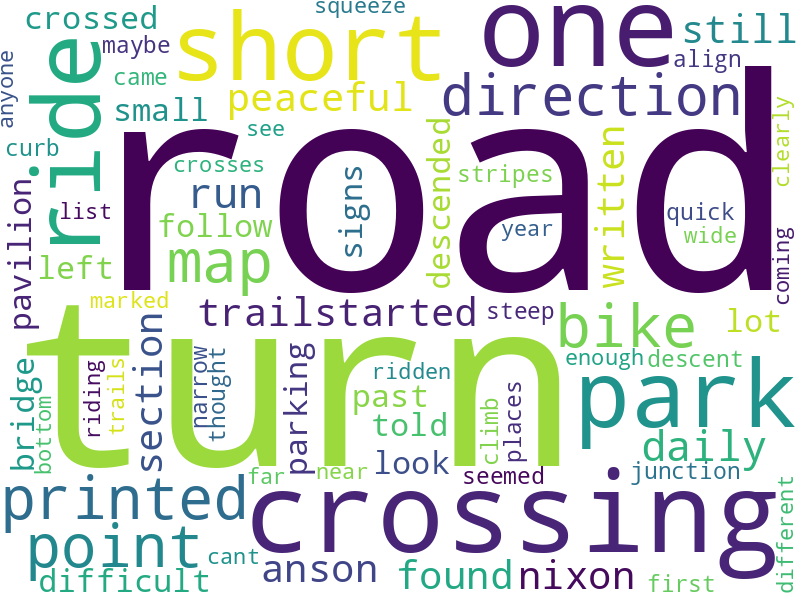 squeeze
crossed
short
one
still
maybe
align
anyone
ride
came
peaceful
direction
small
road
see
clearly
curb
crosses
descended
stripes
written
pavilion
list
run
signs
quick
follow
year
wide
left
map
coming
marked
trailstarted
steep
bike
lot
turn
section
narrow
thought
parking
enough
descent
bridge
riding
trails
ridden
park
past
places
climb
told
daily
bottom
look
far
near
seemed
junction
printed
crossing
different
point
cant
anson
found
nixon
difficult
first